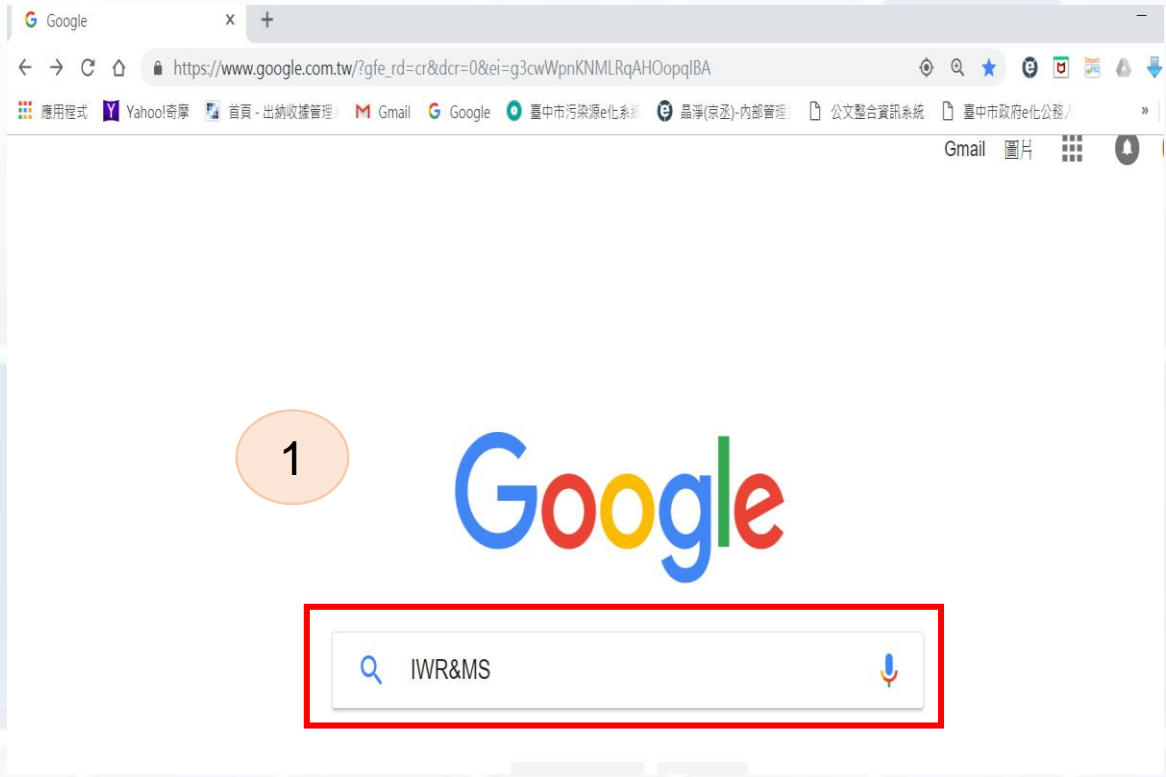 Google × +
https://www.google.com.tw/?gfe_rd=cr&dcr=0&ei=g3cwWpnKNMLRqAHOopqIBA
應用程式 Yahoo!奇摩 首頁 - 出納收據管理 Gmail Google 臺中市污染源e化系統 晶淨(京丞)-內部管理 公文整合資訊系統 臺中市政府e化公務 »
Gmail 圖片
1
Google
IWR&MS